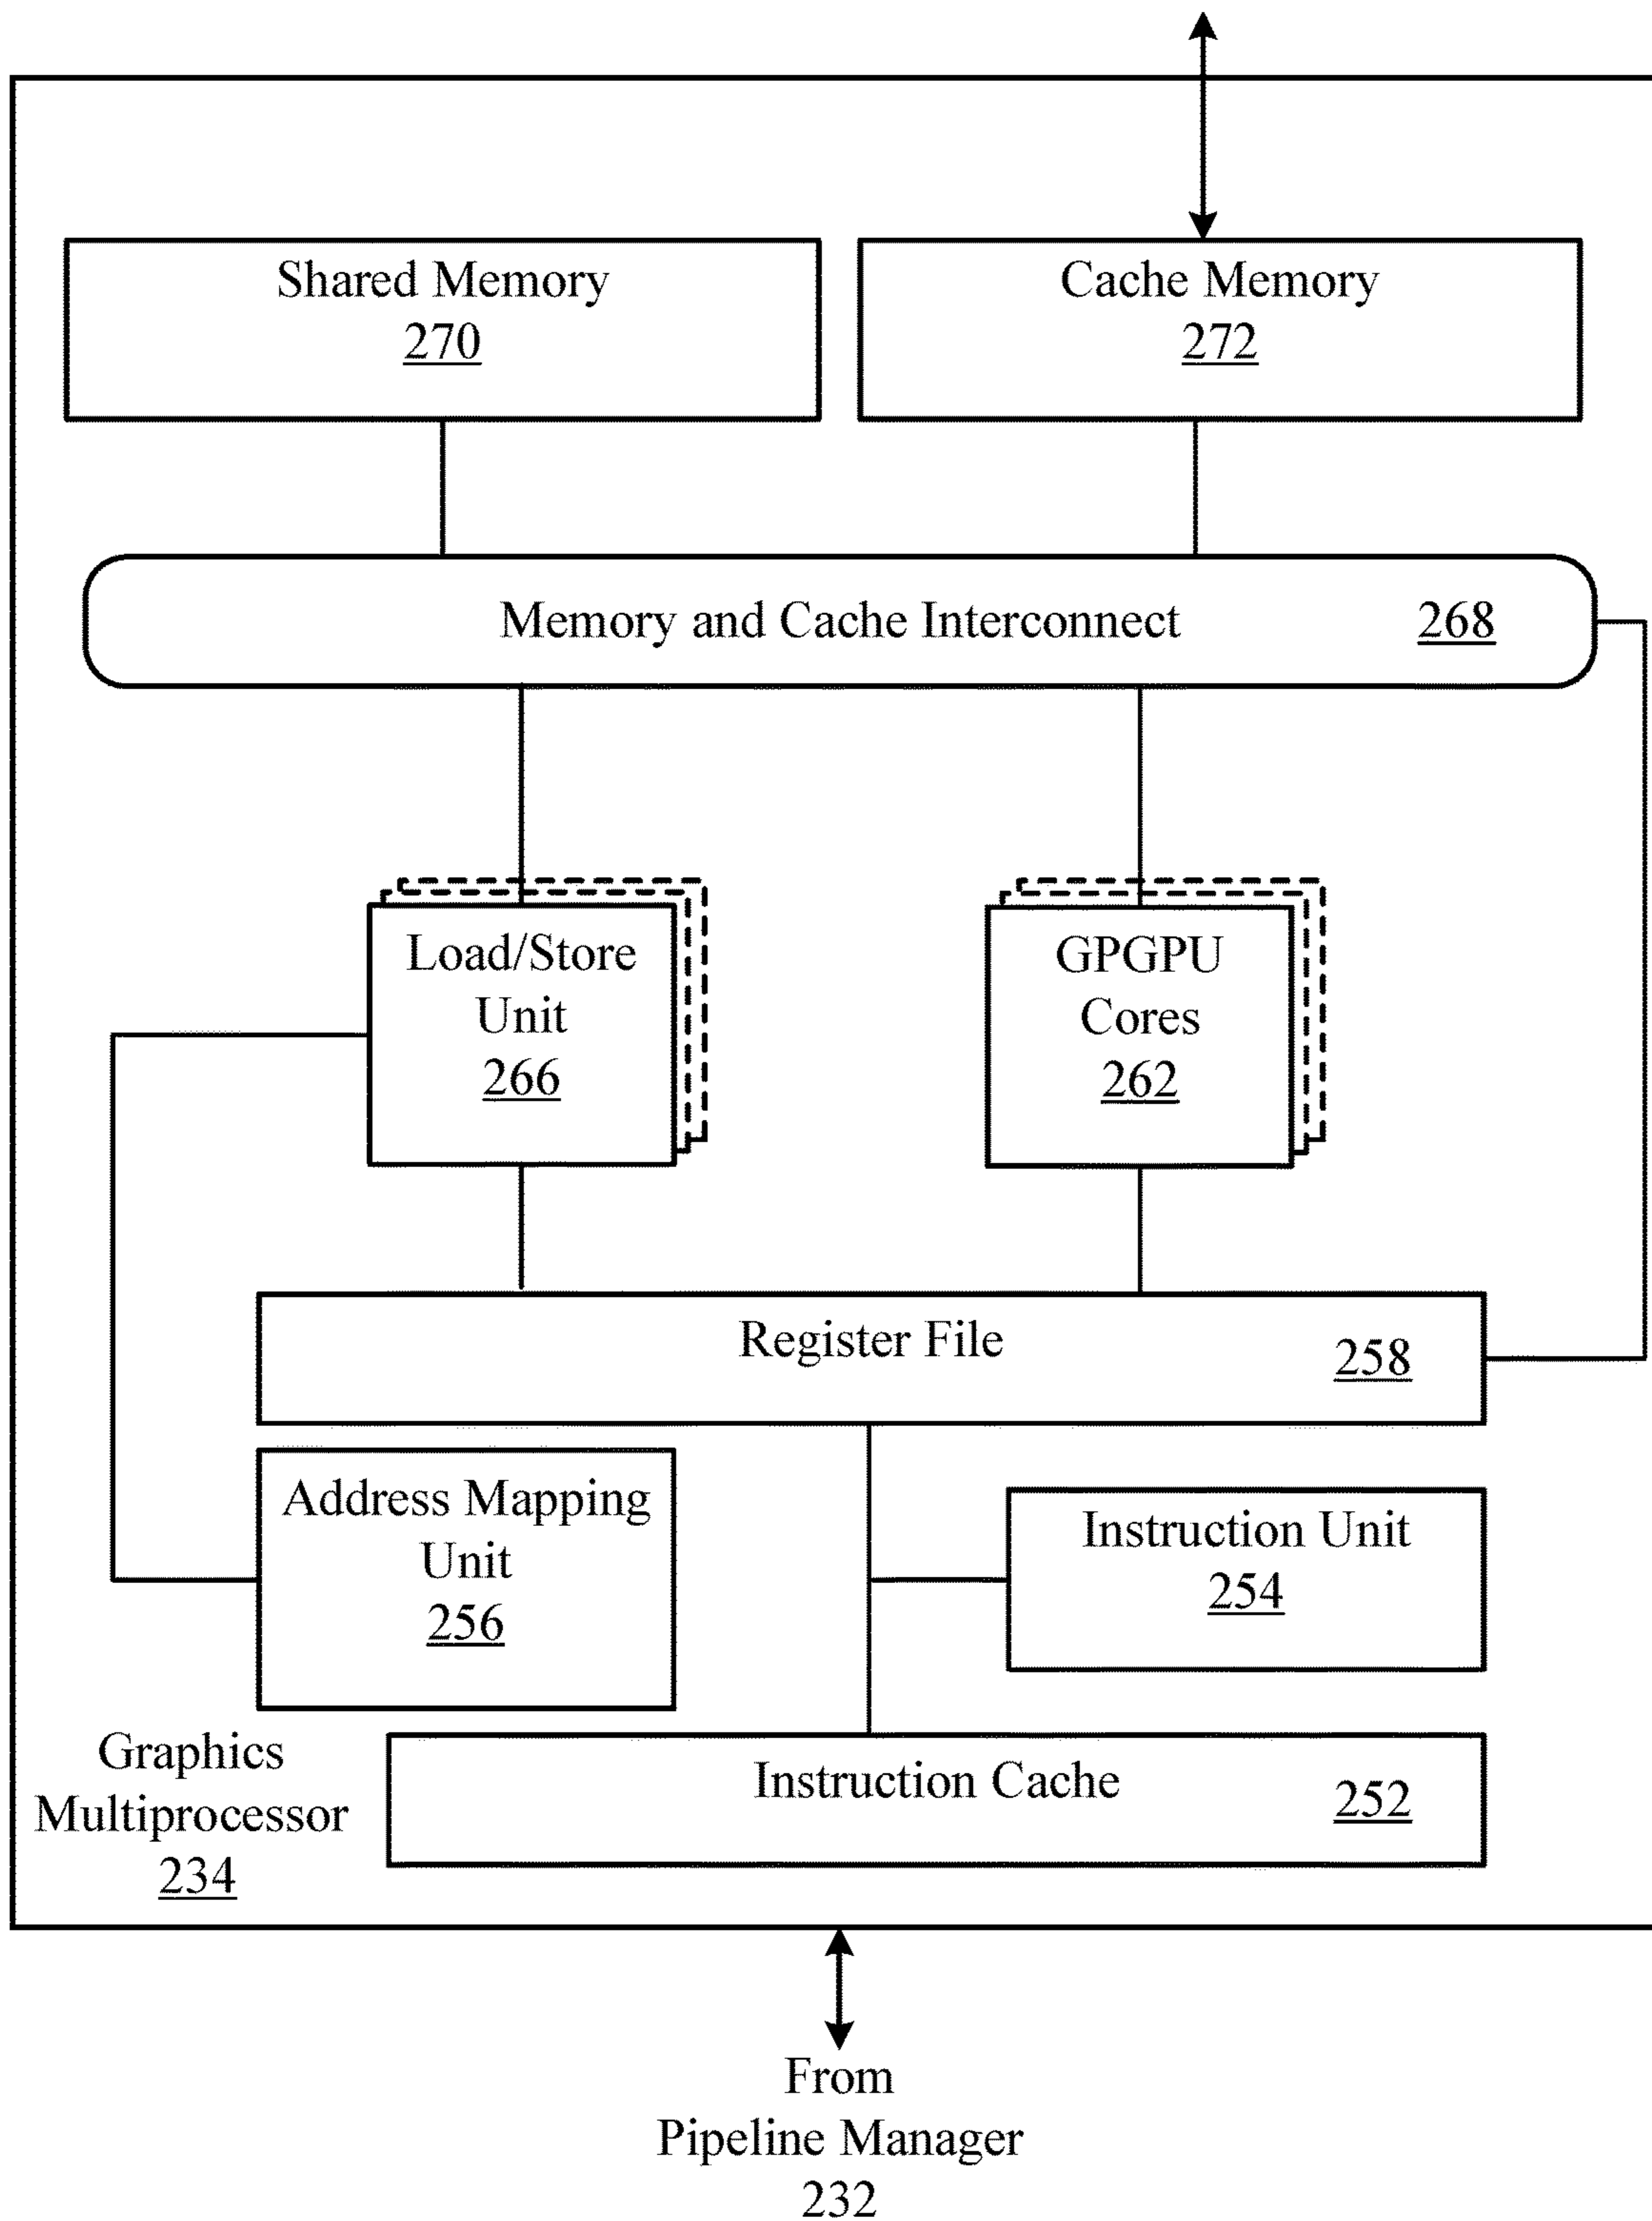 Shared Memory
270
Cache Memory
272
Memory and Cache Interconnect 268
Load/Store
Unit
266
GPGPU
Cores
262
Register File 258
Address Mapping
Unit
256
Instruction Unit
254
Graphics
Multiprocessor
234
Instruction Cache 252
From
Pipeline Manager
232